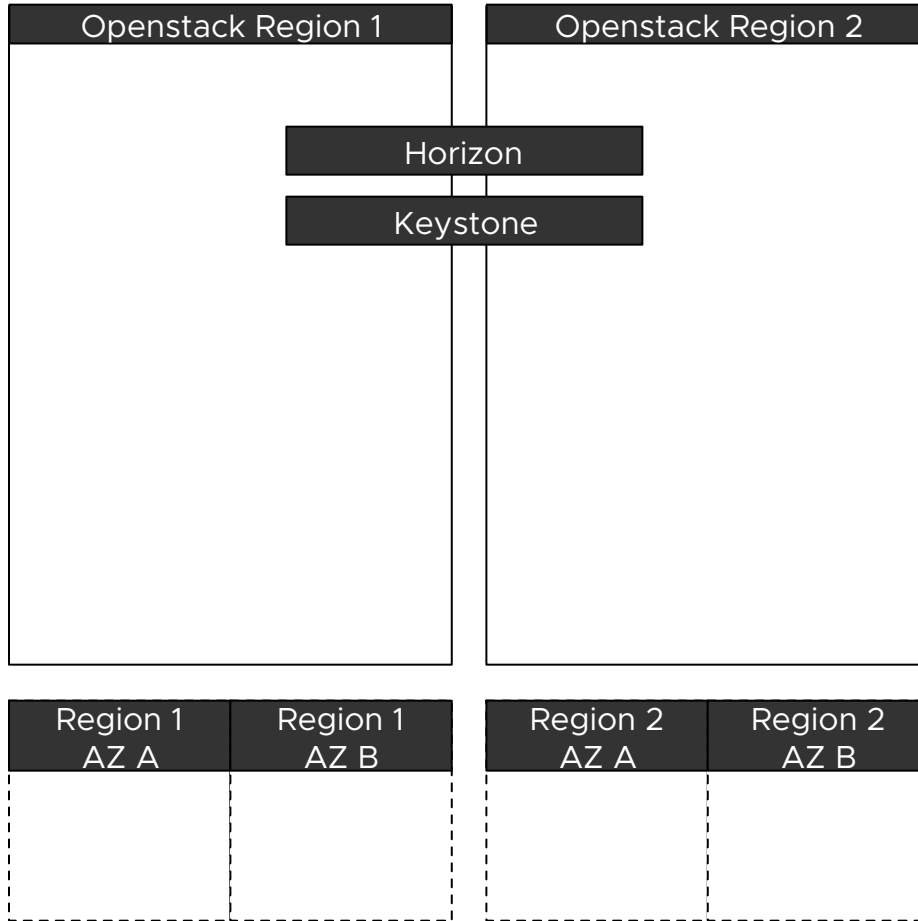 Openstack Region 1
Openstack Region 2
Horizon
Keystone
Region 1
AZ A
Region 1
AZ B
Region 2
AZ A
Region 2
AZ B